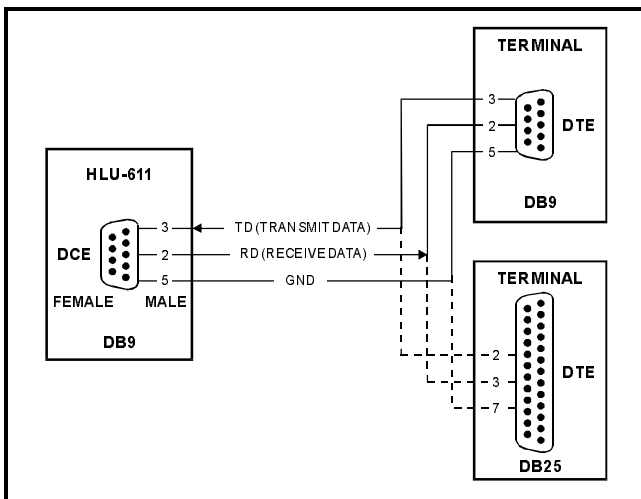 TERMINAL
3
2
5
DTE
DB9
HLU-611
DCE
3
2
5
FEMALE MALE
DB9
TD (TRANSMIT DATA)
RD (RECEIVE DATA)
GND
TERMINAL
2
3
7
DTE
DB25